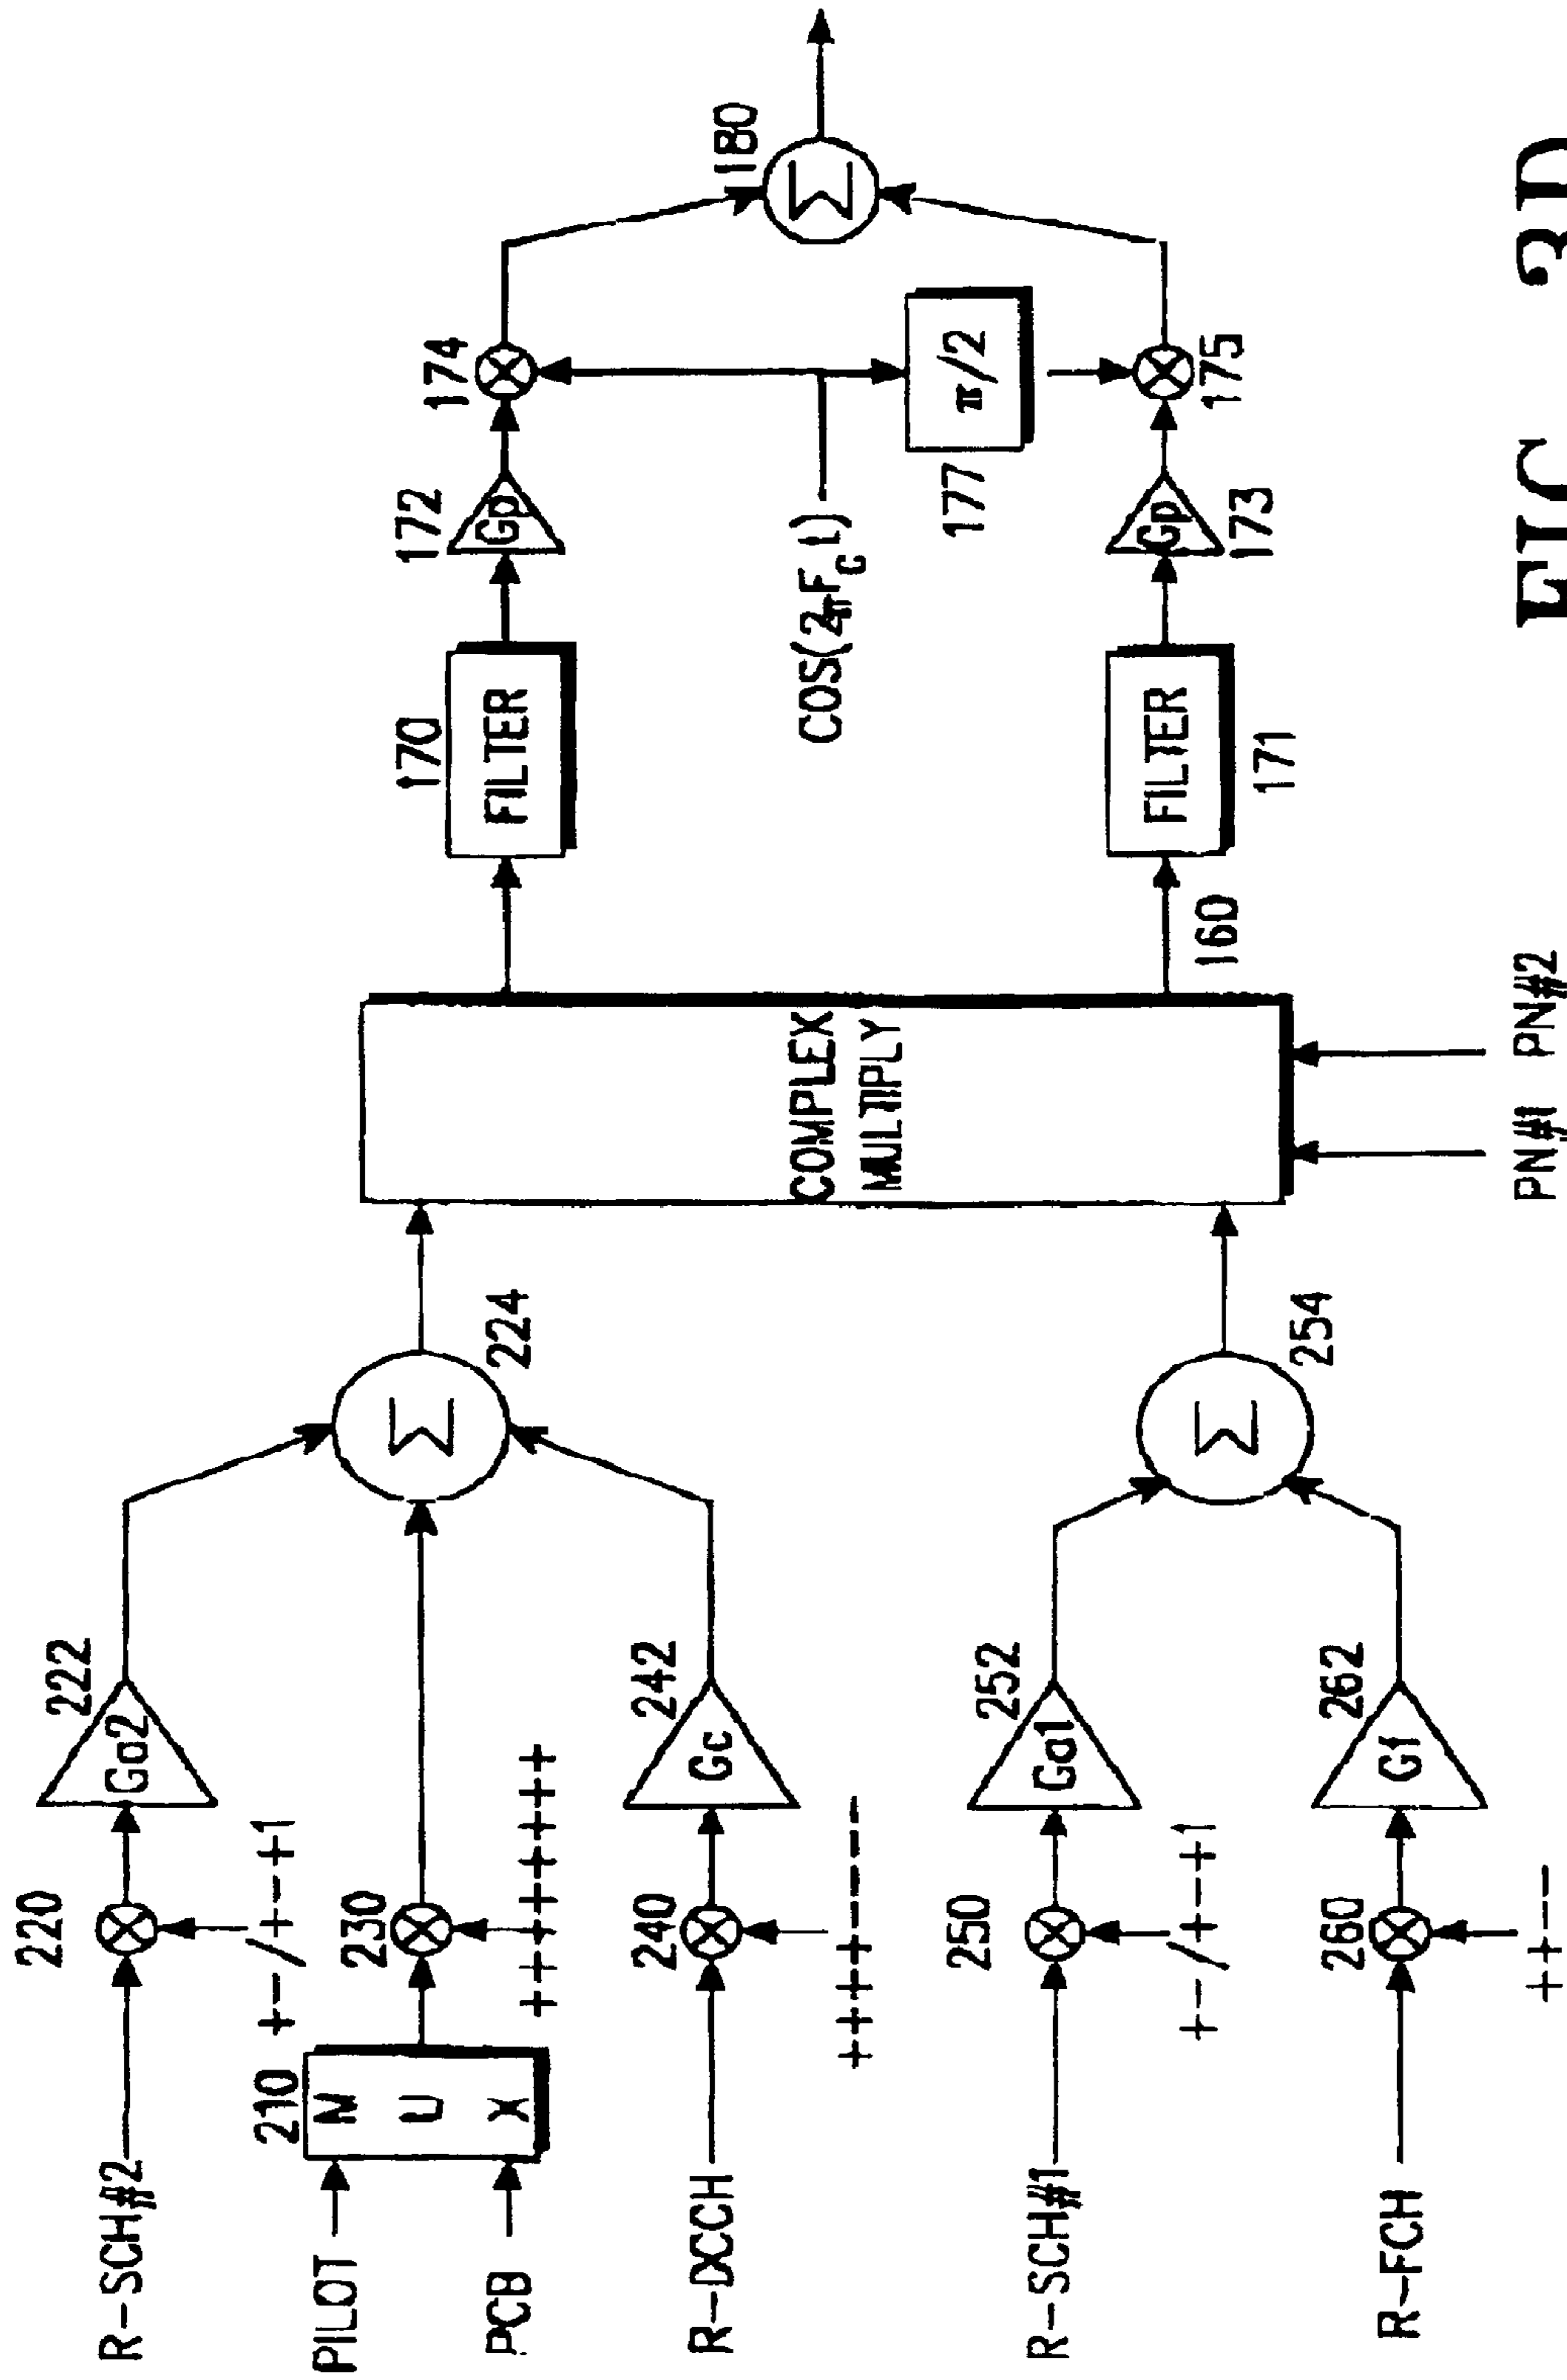 R-SCH#2
220
+-/+--+1
222
Ga2
PILOT
PCB
210
M U X
230
++++++++
R-DCCH
240
++++----
242
Gc
224
Σ
R-SCH#1
250
+-/+--+1
252
Ga1
R-FCH
260
++--
262
Gf
254
Σ
COMPLEX
MULTIPLY
160
PN#1
PN#2
170
FILTER
171
FILTER
172
Gp
173
Gp
COS(2πFct)
174
177
π/2
175
180
Σ
FIG. 3D